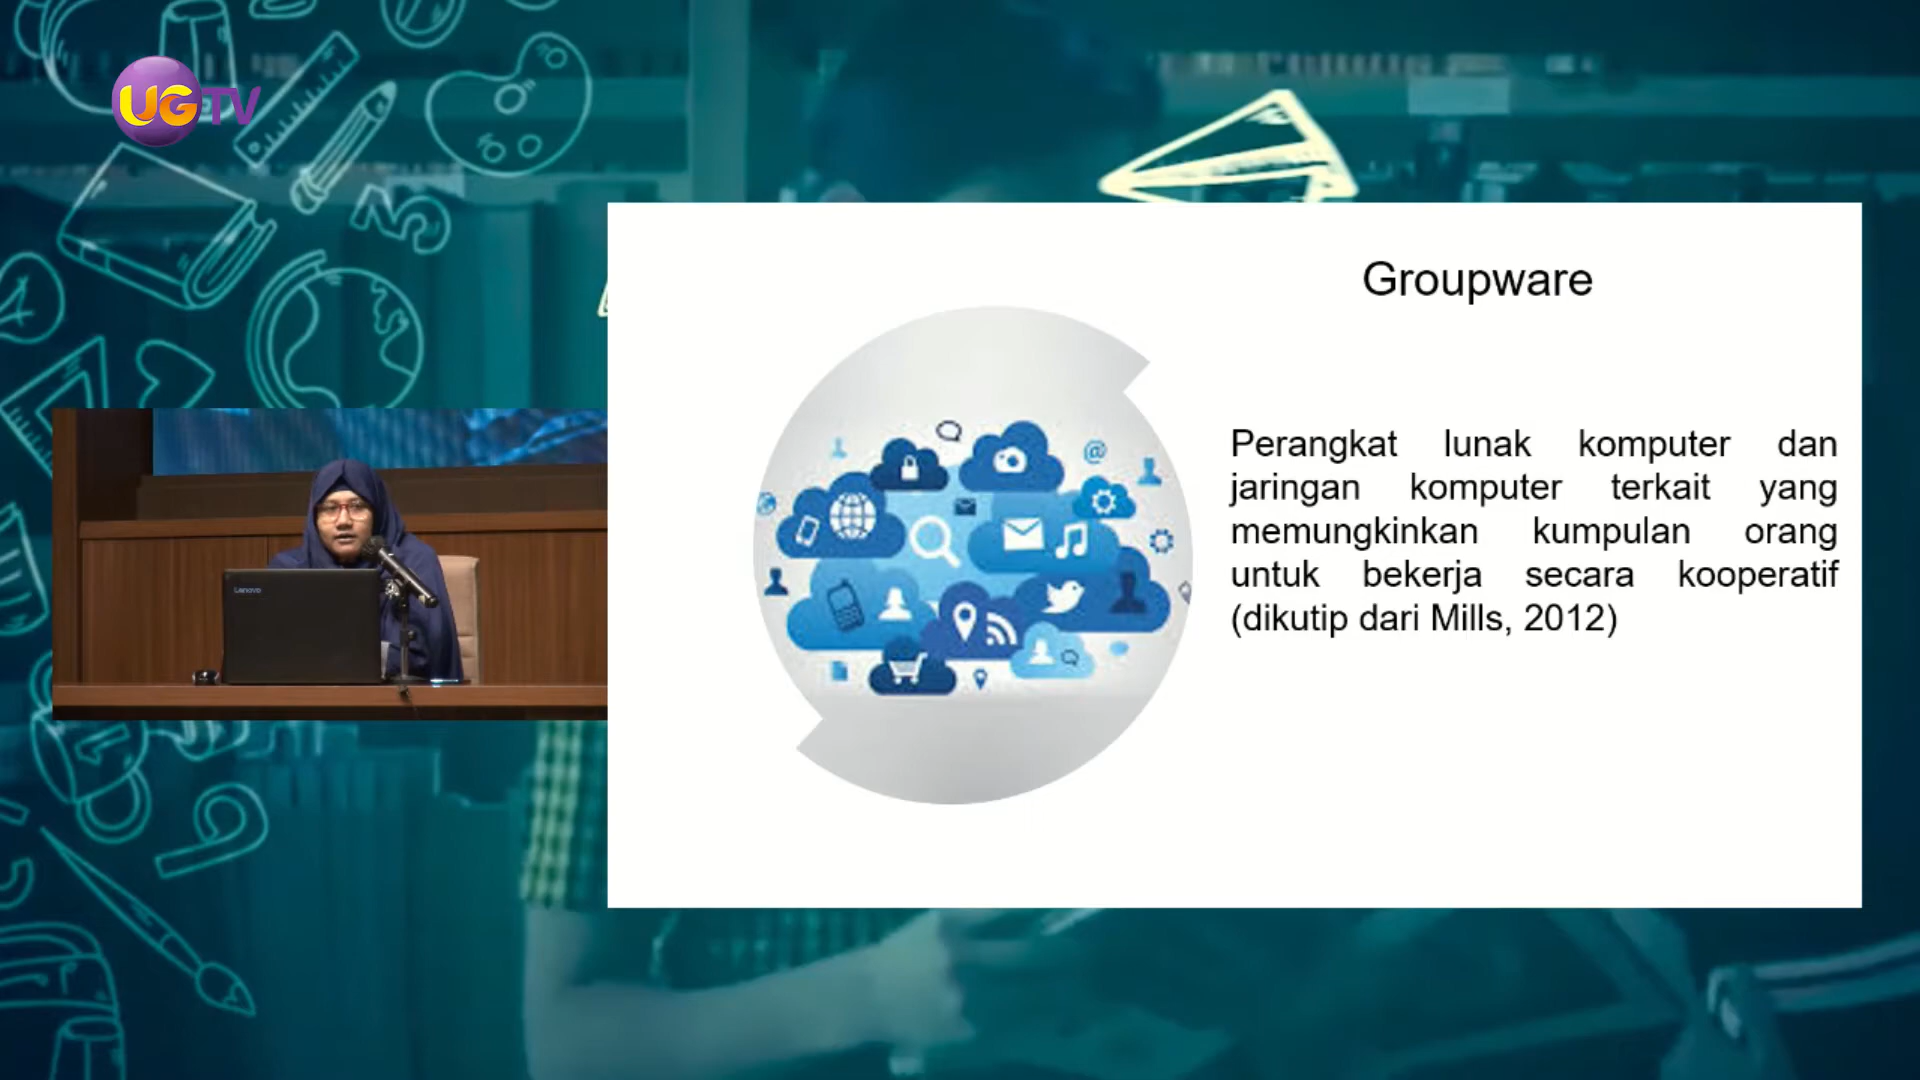 UGTV
Groupware
Perangkat lunak komputer dan
jaringan komputer terkait yang
memungkinkan kumpulan orang
untuk bekerja secara kooperatif
(dikutip dari Mills, 2012)
Lenovo